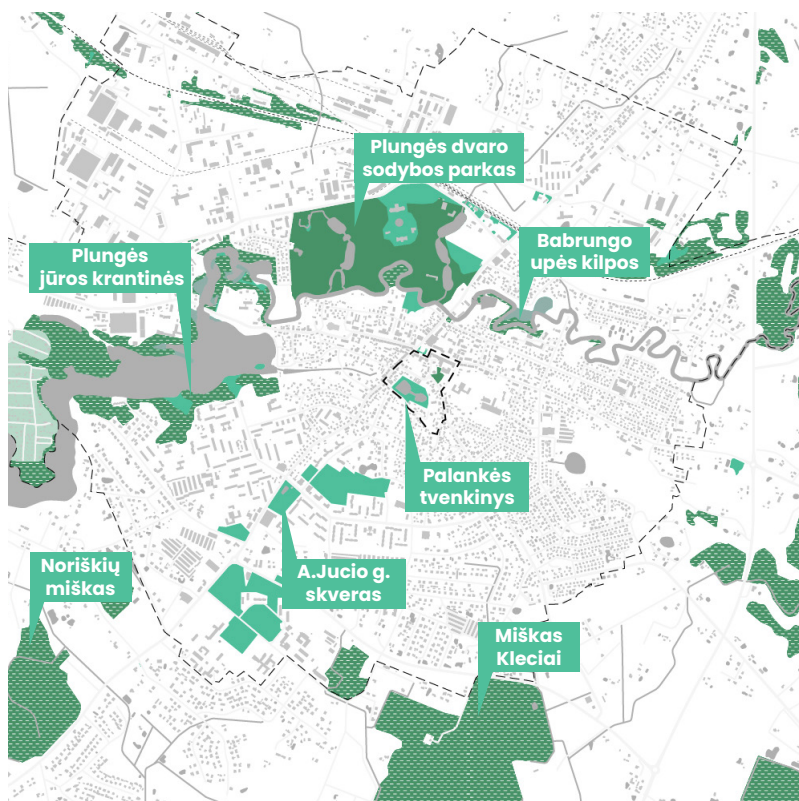 Plungės dvaro
sodybos parkas
Babrungo
upės kilpos
Plungės
jūros krantinės
Palankės
tvenkinys
A.Jucio g.
skveras
Noriškių
miškas
Miškas
Kleciai